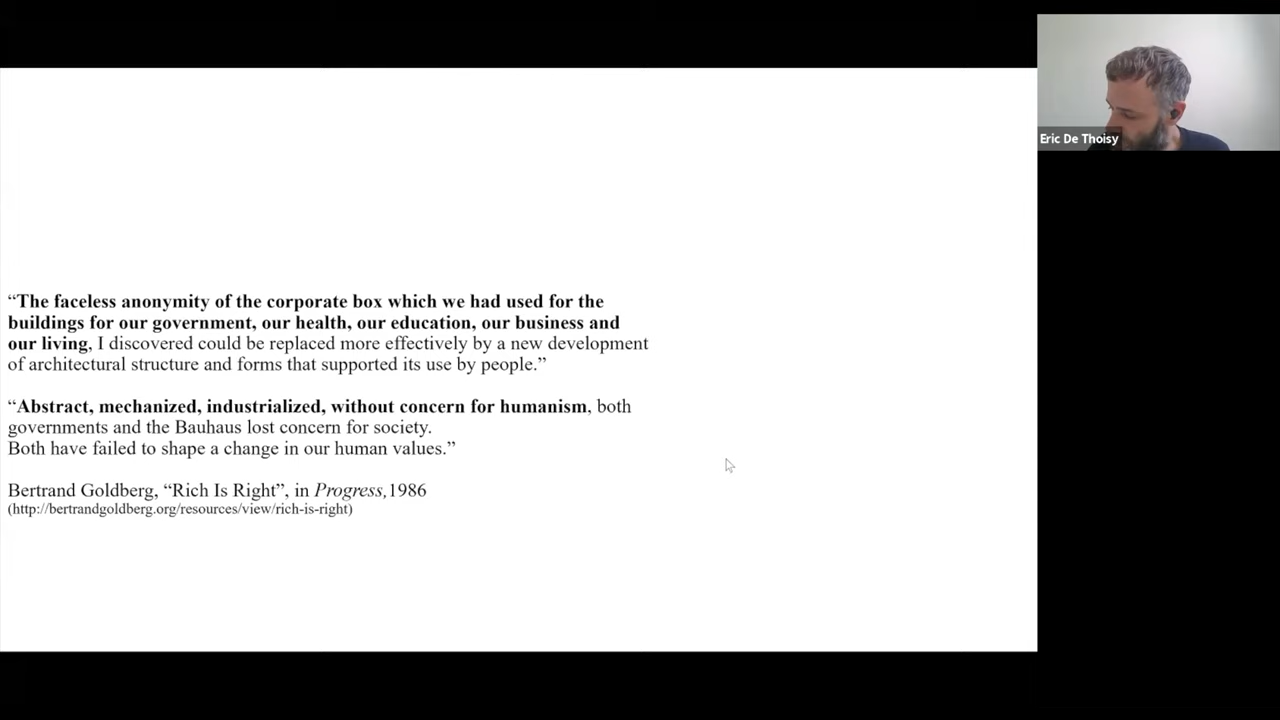 “The faceless anonymity of the corporate box which we had used for the
buildings for our government, our health, our education, our business and
our living, I discovered could be replaced more effectively by a new development
of architectural structure and forms that supported its use by people.”
“Abstract, mechanized, industrialized, without concern for humanism, both
governments and the Bauhaus lost concern for society.
Both have failed to shape a change in our human values.”
Bertrand Goldberg, “Rich Is Right”, in Progress,1986
(http://bertrandgoldberg.org/resources/view/rich-is-right)
Eric De Thoisy